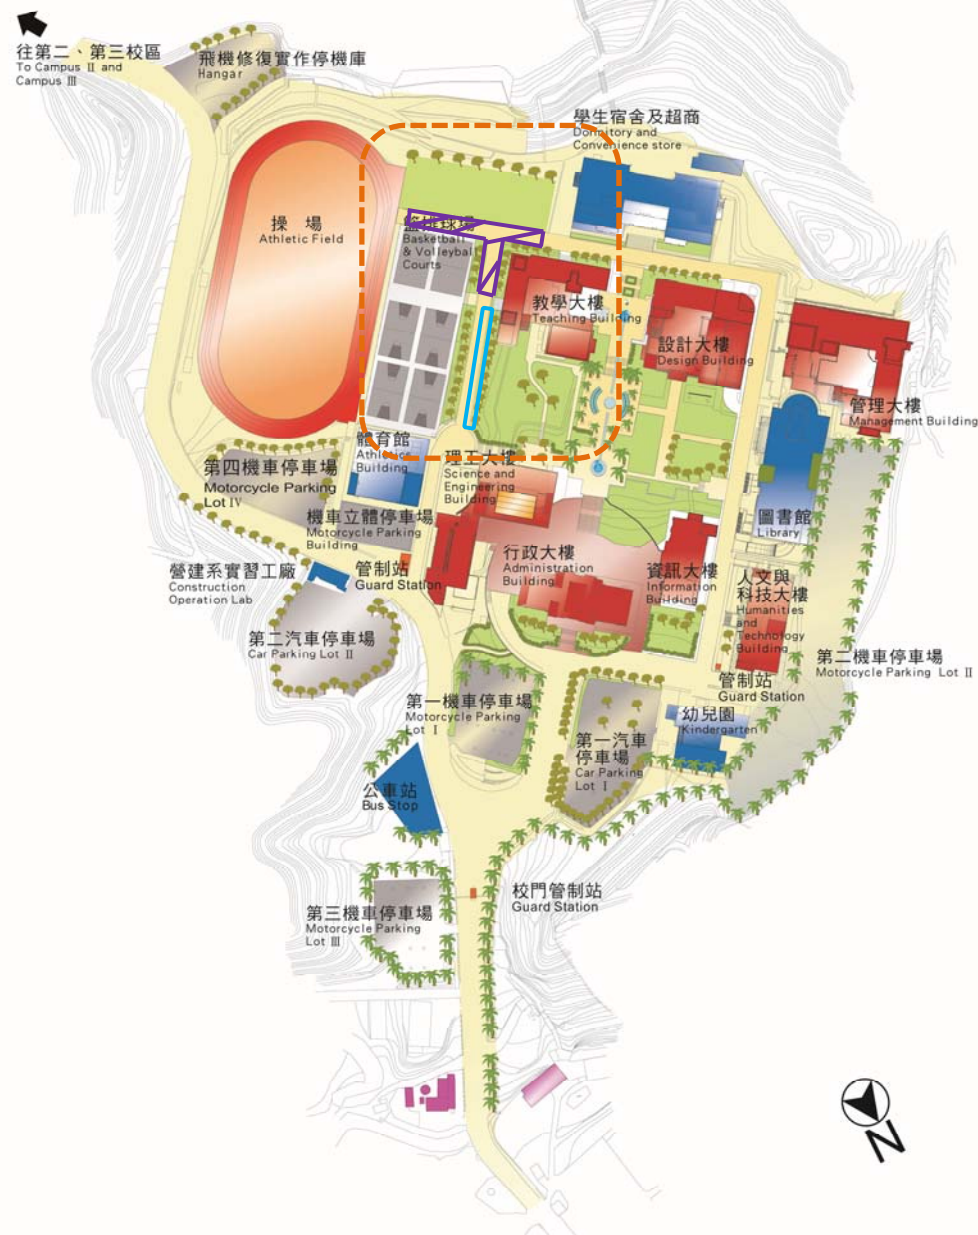 往第二、第三校區
To Campus Ⅱ and
Campus Ⅲ
飛機修復實作停機庫
Hangar
學生宿舍及超商
Dormitory and
Convenience store
操 場
Athletic Field
籃排球場
Basketball
& Volleyball
Courts
教學大樓
Teaching Building
設計大樓
Design Building
管理大樓
Management Building
體育館
Athletic
Building
理工大樓
Science and
Engineering
Building
第四機車停車場
Motorcycle Parking
Lot Ⅳ
機車立體停車場
Motorcycle Parking
Building
圖書館
Library
行政大樓
Administration
Building
資訊大樓
Information
Building
營建系實習工廠
Construction
Operation Lab
管制站
Guard Station
人文與
科技大樓
Humanities
and
Technology
Building
第二汽車停車場
Car Parking Lot Ⅱ
第二機車停車場
Motorcycle Parking Lot Ⅱ
管制站
Guard Station
第一機車停車場
Motorcycle Parking
Lot Ⅰ
幼兒園
Kindergarten
第一汽車
停車場
Car Parking
Lot Ⅰ
公車站
Bus Stop
校門管制站
Guard Station
第三機車停車場
Motorcycle Parking
Lot Ⅲ
N